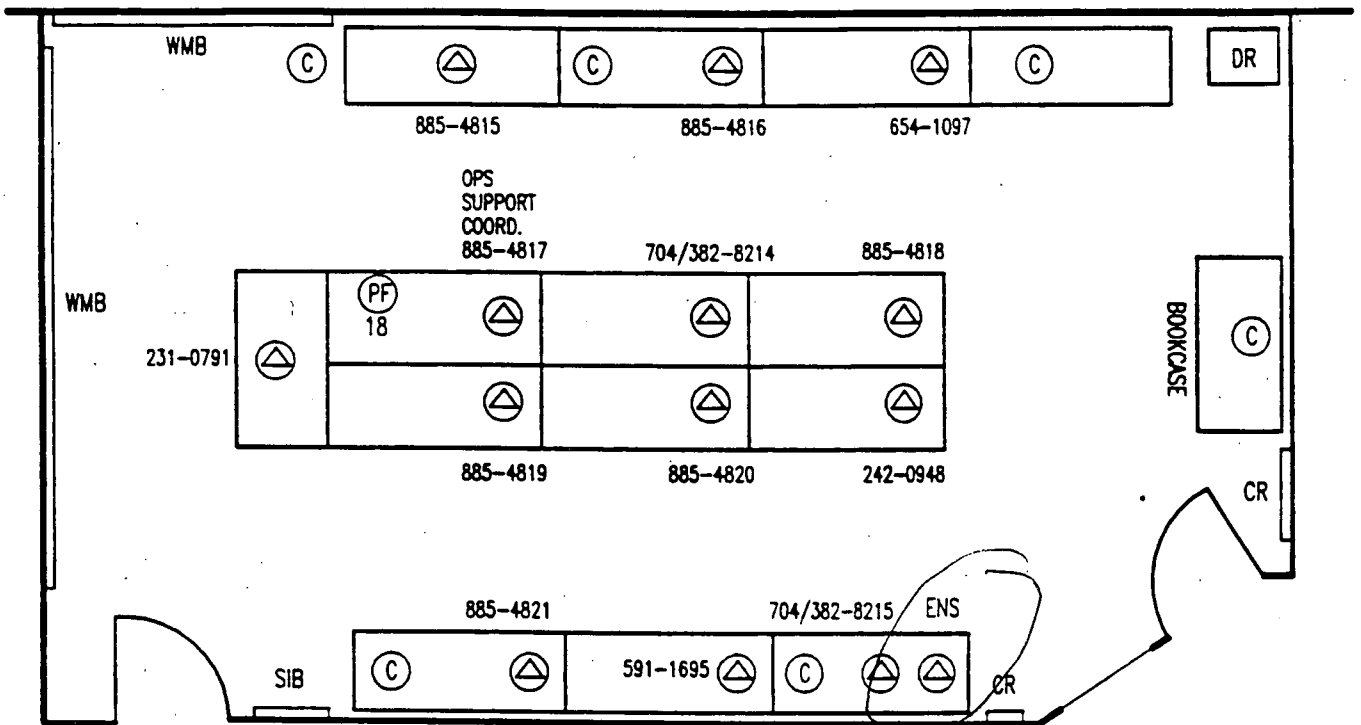 WMB
C
C
C
DR
885-4815
885-4816
654-1097
OPS
SUPPORT
COORD.
885-4817
704/382-8214
885-4818
WMB
PF
18
231-0791
BOOKCASE
C
885-4819
885-4820
242-0948
CR
885-4821
704/382-8215
ENS
SIB
C
591-1695
C
CR